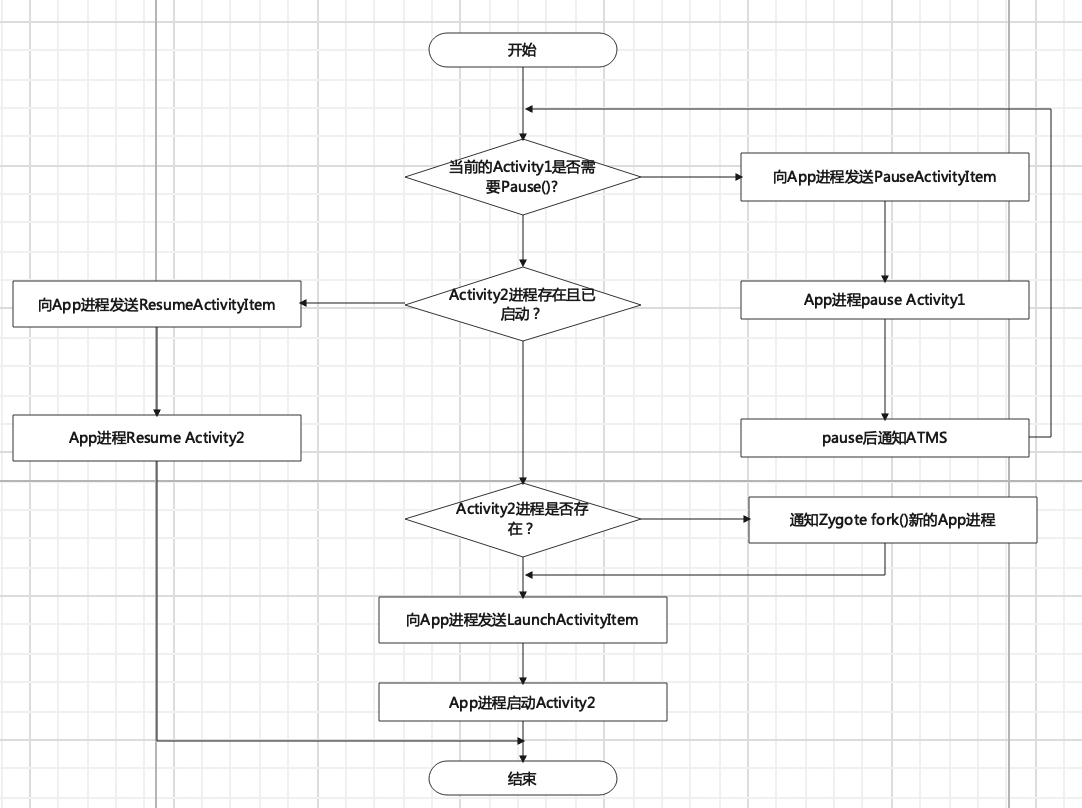 开始
当前的Activity1是否需
要Pause()?
向App进程发送PauseActivityItem
Activity2进程存在且已
启动？
向App进程发送ResumeActivityItem
App进程pause Activity1
App进程Resume Activity2
pause后通知ATMS
Activity2进程是否存
在？
通知Zygote fork()新的App进程
向App进程发送LaunchActivityItem
App进程启动Activity2
结束